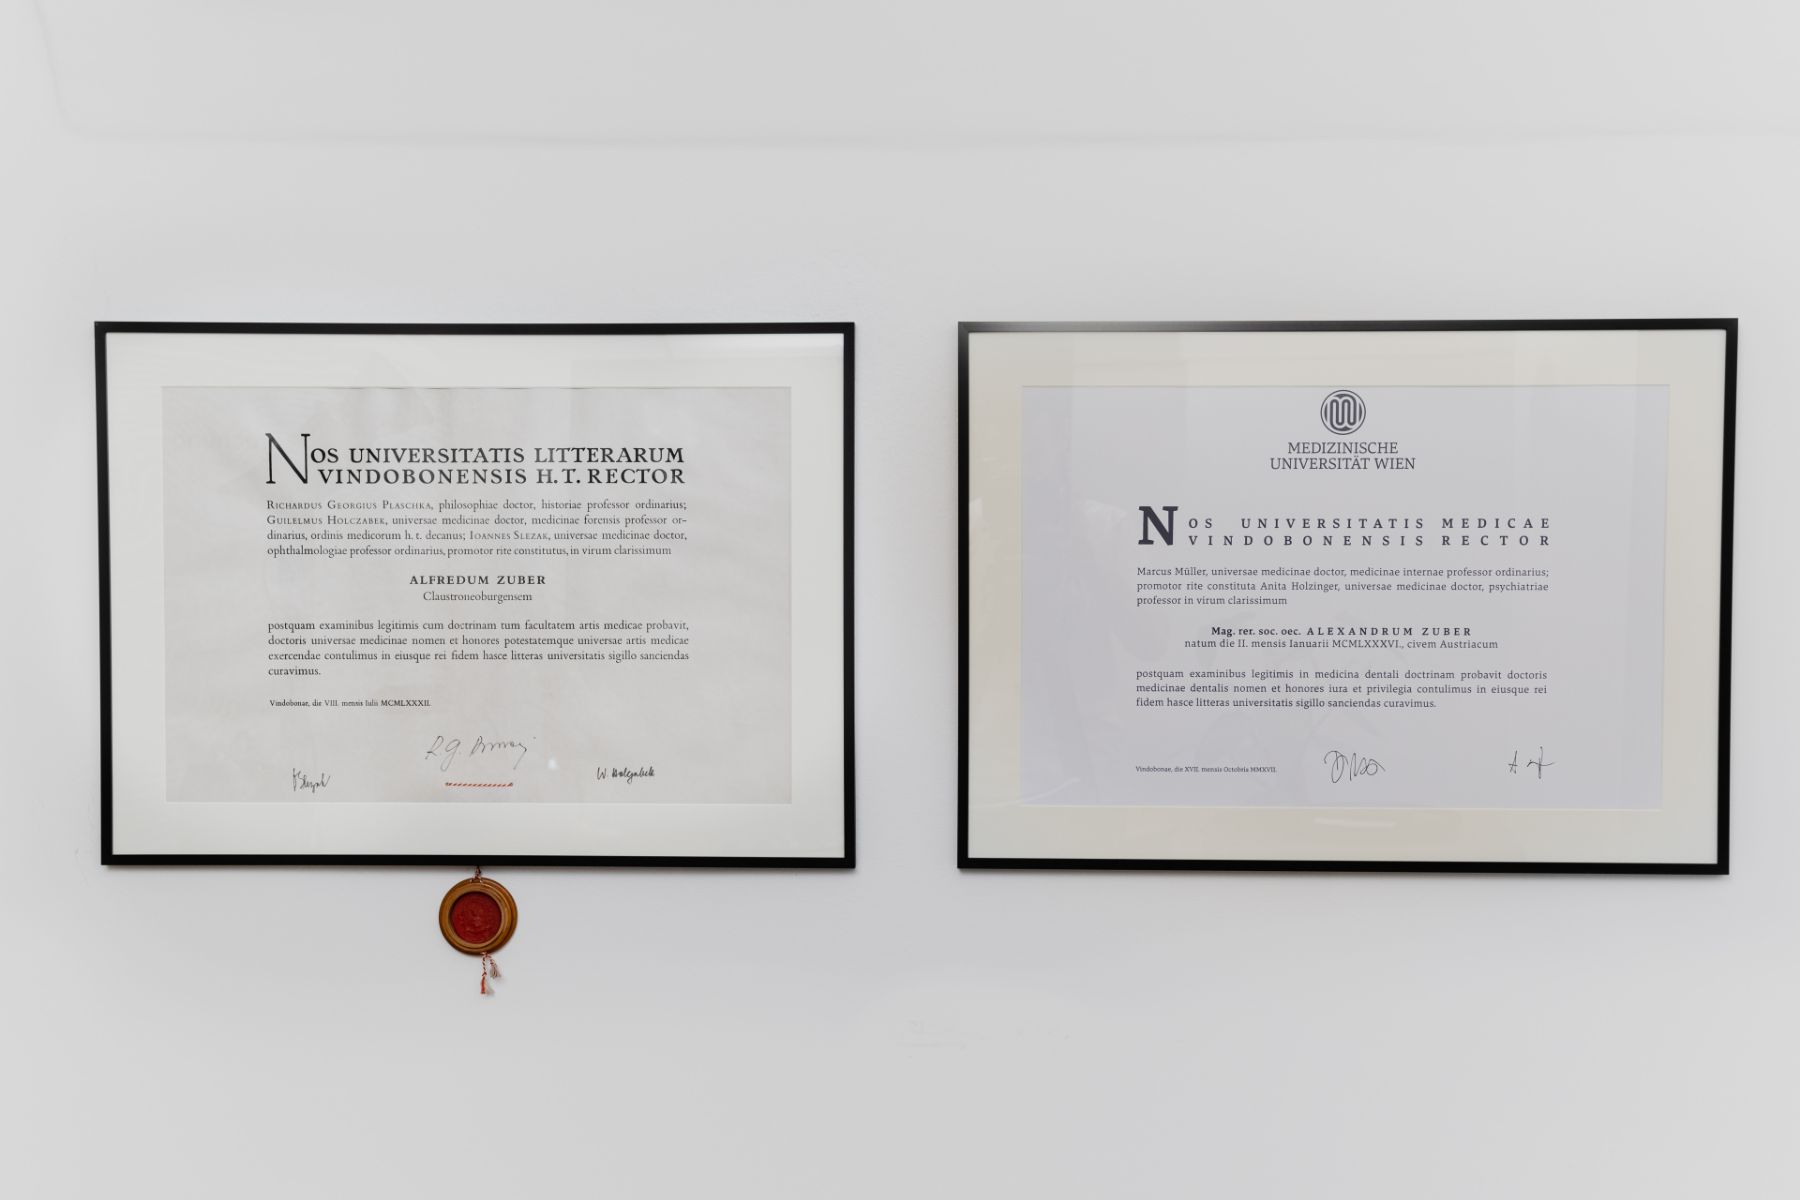 NOS UNIVERSITATIS LITTERARUM
VINDOBONENSIS H. T. RECTOR
RICHARDUS GEORGIUS PLASCHKA, philosophiae doctor, historiae professor ordinarius;
GUILELMUS HOLCZABEK, universae medicinae doctor, medicinae forensis professor or-
dinarius, ordinis medicorum h. t. decanus; IOANNES SLEZAK, universae medicinae doctor,
ophthalmologiae professor ordinarius, promotor rite constitutus, in virum clarissimum
ALFREDUM ZUBER
Claustroneoburgensem
postquam examinibus legitimis cum doctrinam tum facultatem artis medicae probavit,
doctoris universae medicinae nomen et honores potestatemque universae artis medicae
exercendae contulimus in eiusque rei fidem hasce litteras universitatis sigillo sanciendas
curavimus.
Vindobonae, die VIII. mensis Iulii MCMLXXXII.
MEDIZINISCHE
UNIVERSITÄT WIEN
NOS UNIVERSITATIS MEDICAE
VINDOBONENSIS RECTOR
Marcus Müller, universae medicinae doctor, medicinae internae professor ordinarius;
promotor rite constituta Anita Holzinger, universae medicinae doctor, psychiatriae
professor in virum clarissimum
Mag. rer. soc. oec. ALEXANDRUM ZUBER
natum die II. mensis Ianuarii MCMLXXXVI., civem Austriacum
postquam examinibus legitimis in medicina dentali doctrinam probavit doctoris
medicinae dentalis nomen et honores iura et privilegia contulimus in eiusque rei
fidem hasce litteras universitatis sigillo sanciendas curavimus.
Vindobonae, die XVII. mensis Octobris MMXVII.